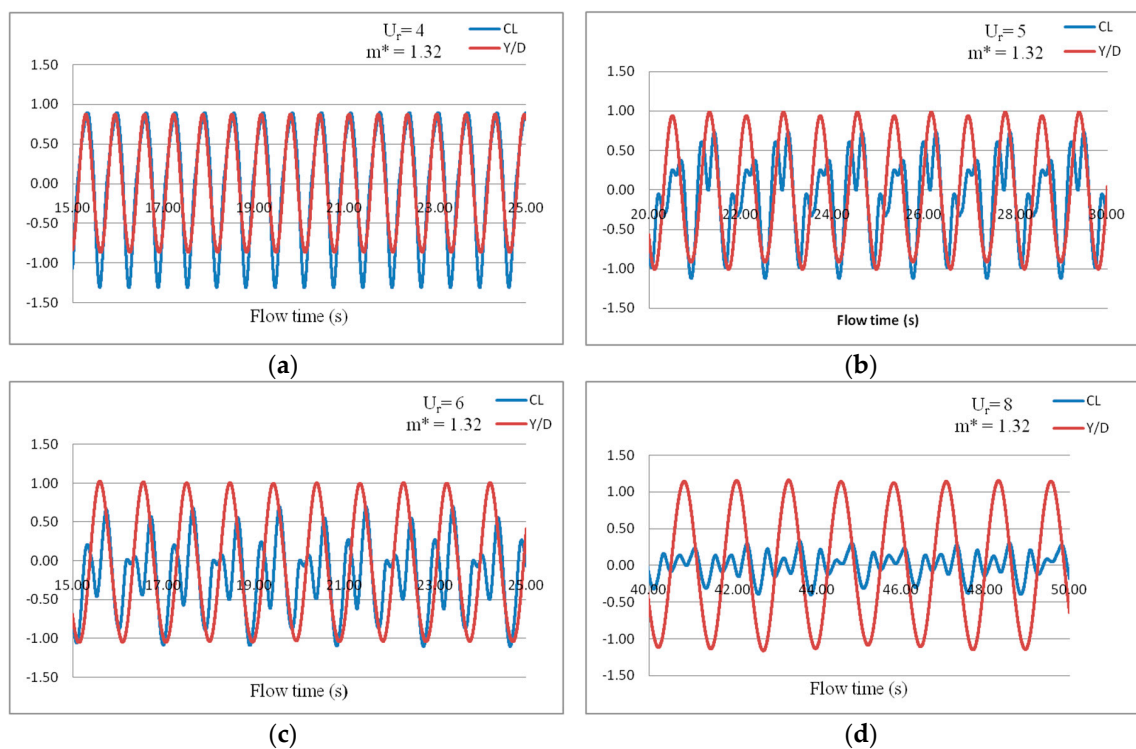 U_r= 4
m* = 1.32
CL
Y/D
1.50
1.00
0.50
0.00
-0.50
-1.00
-1.50
15.00 17.00 19.00 21.00 23.00 25.00
Flow time (s)
(a)
U_r= 5
m* = 1.32
CL
Y/D
1.50
1.00
0.50
0.00
-0.50
-1.00
-1.50
20.00 22.00 24.00 26.00 28.00 30.00
Flow time (s)
(b)
U_r= 6
m* = 1.32
CL
Y/D
1.50
1.00
0.50
0.00
-0.50
-1.00
-1.50
15.00 17.00 19.00 21.00 23.00 25.00
Flow time (s)
(c)
U_r= 8
m* = 1.32
CL
Y/D
1.50
1.00
0.50
0.00
-0.50
-1.00
-1.50
40.00 42.00 44.00 46.00 48.00 50.00
Flow time (s)
(d)